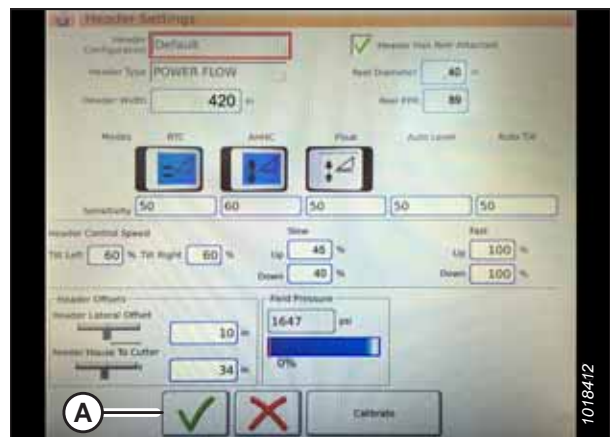 Header Settings
Header Configuration Default
Header Has Reel Attached
Header Type POWER FLOW
Reel Diameter 40 in
Header Width 420 in
Reel PPR 89
Modes RTC AHHC Float Auto Level Auto Tilt
Sensitivity 50 60 50 50 50
Header Control Speed
Slow
Fast
Tilt Left 60 % Tilt Right 60 % Up 45 % Up 100 %
Down 40 % Down 100 %
Header Offsets
Field Pressure
Header Lateral Offset
10 in
1647 psi
Feeder House To Cutter
34 in
0%
A
Calibrate
1018412